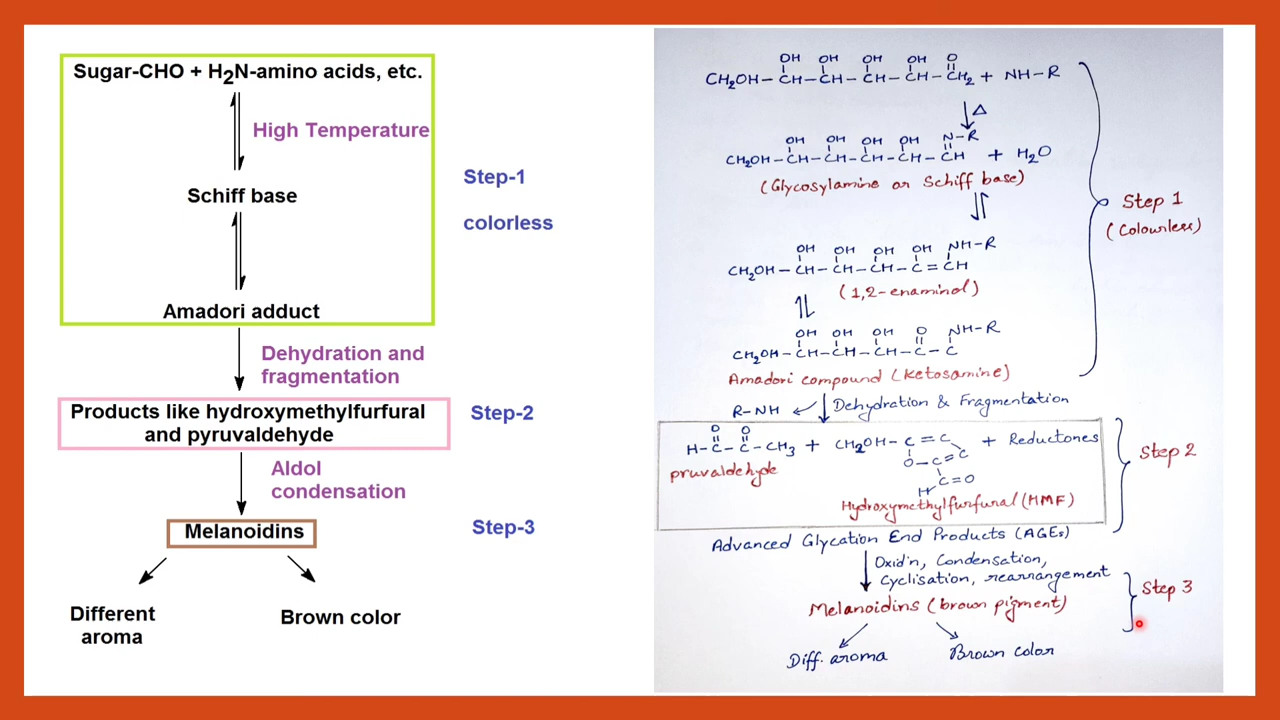 Sugar-CHO + H2N-amino acids, etc.
High Temperature
Schiff base
Step-1
colorless
Amadori adduct
Dehydration and
fragmentation
Products like hydroxymethylfurfural
and pyruvaldehyde
Step-2
Aldol
condensation
Melanoidins
Step-3
Different
aroma
Brown color
OH OH OH OH O
CH2OH – CH – CH – CH – CH – CH2 + NH – R
Δ
OH OH OH OH N – R
CH2OH – CH – CH – CH – CH – CH + H2O
(Glycosylamine or Schiff base)
Step 1
(Colourless)
OH OH OH OH NH – R
CH2OH – CH – CH – CH – C = CH
(1,2-enaminol)
OH OH OH O NH – R
CH2OH – CH – CH – CH – C – C
Amadori compound (ketosamine)
R-NH Dehydration & Fragmentation
O O
H – C – C – CH3 + CH2OH – C = C + Reductones
O – C = C
C = O
H
pruvaldehyde
Hydroxymethylfurfural (HMF)
Step 2
Advanced Glycation End Products (AGEs)
Oxid'n, Condensation,
Cyclisation, rearrangement
Melanoidins (brown pigment)
Step 3
Diff. aroma Brown color